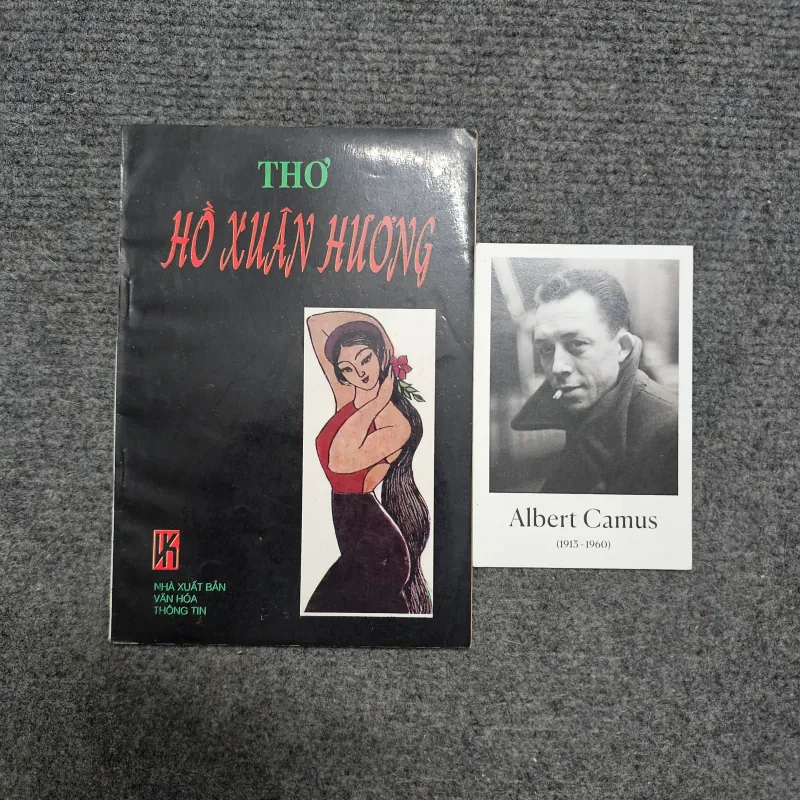 THƠ
HỒ XUÂN HƯƠNG
NHÀ XUẤT BẢN
VĂN HÓA
THÔNG TIN
Albert Camus
(1913-1960)